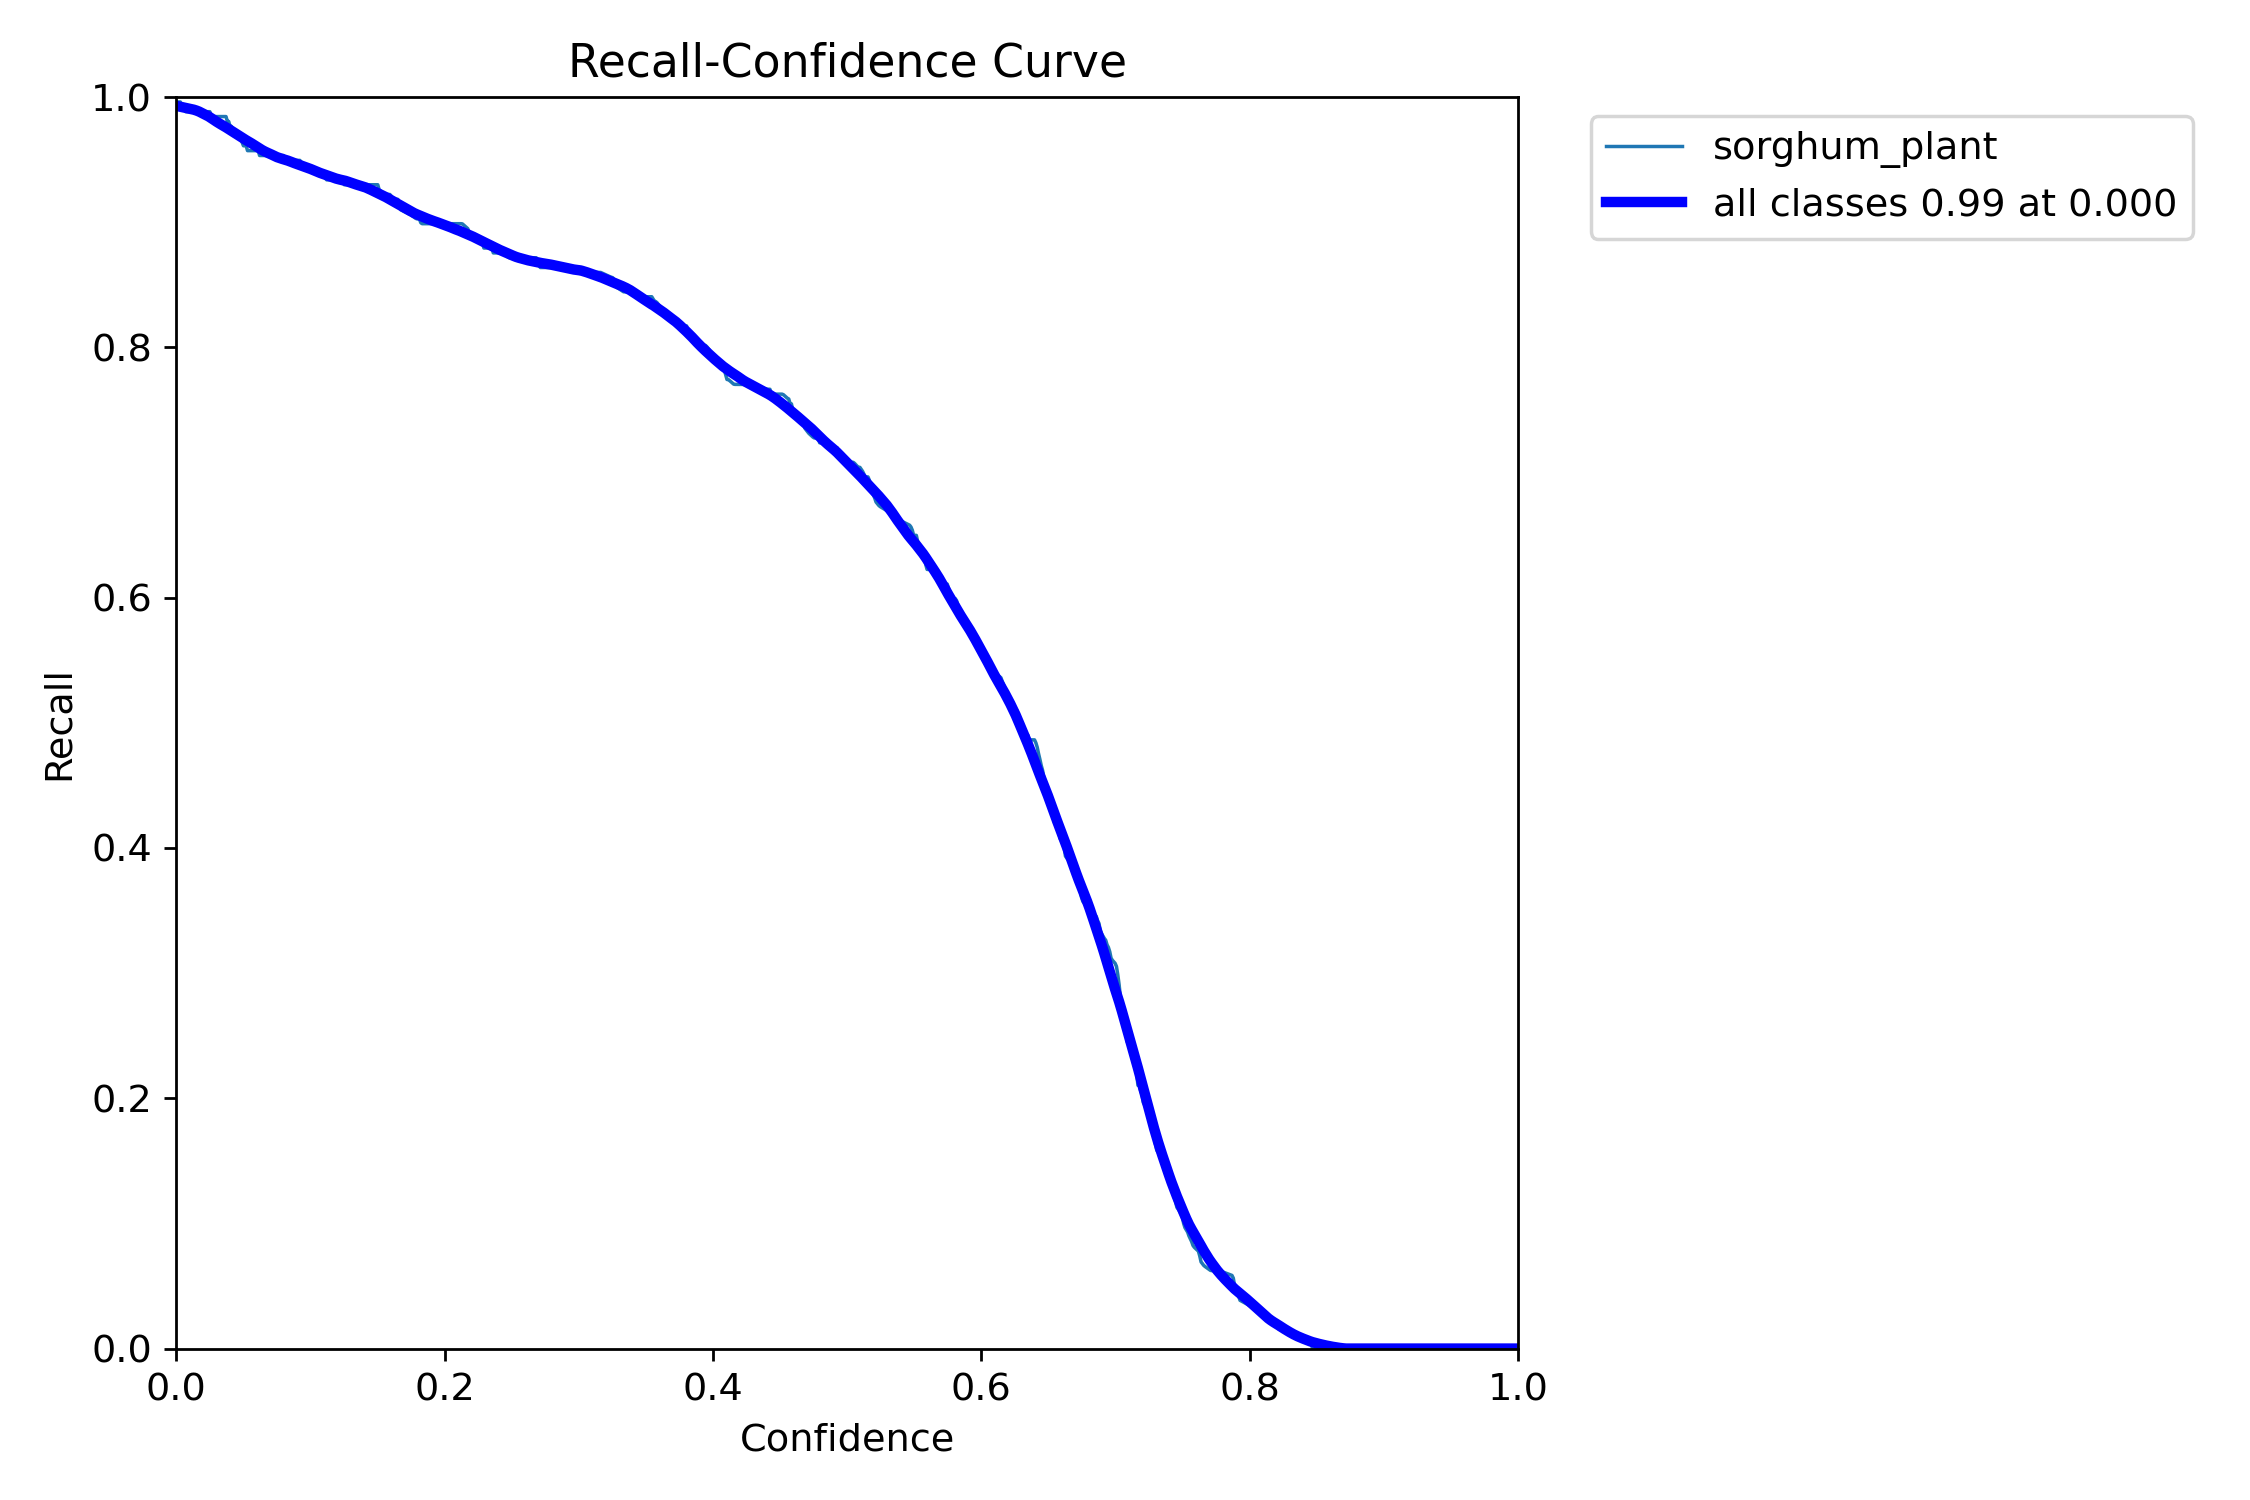 Recall-Confidence Curve
sorghum_plant
all classes 0.99 at 0.000
1.0
0.8
0.6
0.4
0.2
0.0
Recall
0.0 0.2 0.4 0.6 0.8 1.0
Confidence